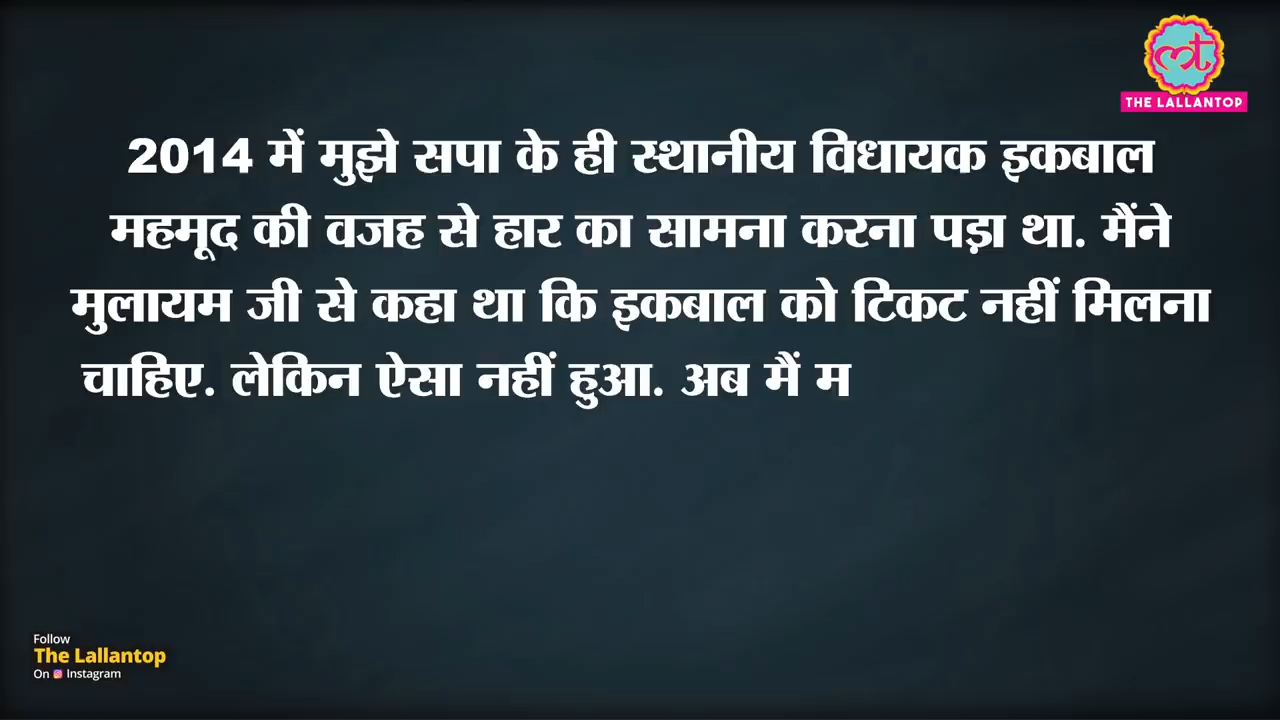 mt
THE LALLANTOP
2014 में मुझे सपा के ही स्थानीय विधायक इकबाल
महमूद की वजह से हार का सामना करना पड़ा था. मैंने
मुलायम जी से कहा था कि इकबाल को टिकट नहीं मिलना
चाहिए. लेकिन ऐसा नहीं हुआ. अब मैं म
Follow
The Lallantop
On Instagram